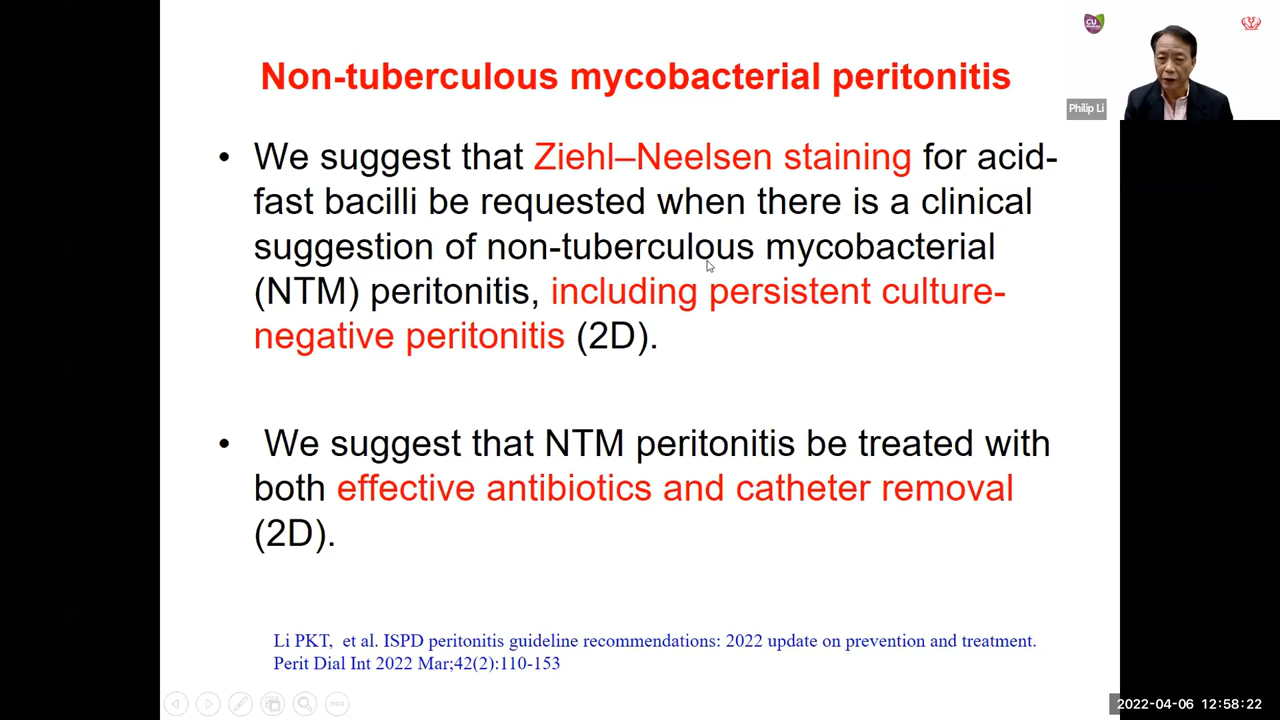 Non-tuberculous mycobacterial peritonitis
CU
Philip Li
• We suggest that Ziehl–Neelsen staining for acid-
fast bacilli be requested when there is a clinical
suggestion of non-tuberculous mycobacterial
(NTM) peritonitis, including persistent culture-
negative peritonitis (2D).
• We suggest that NTM peritonitis be treated with
both effective antibiotics and catheter removal
(2D).
Li PKT, et al. ISPD peritonitis guideline recommendations: 2022 update on prevention and treatment.
Perit Dial Int 2022 Mar;42(2):110-153
2022-04-06 12:58:22